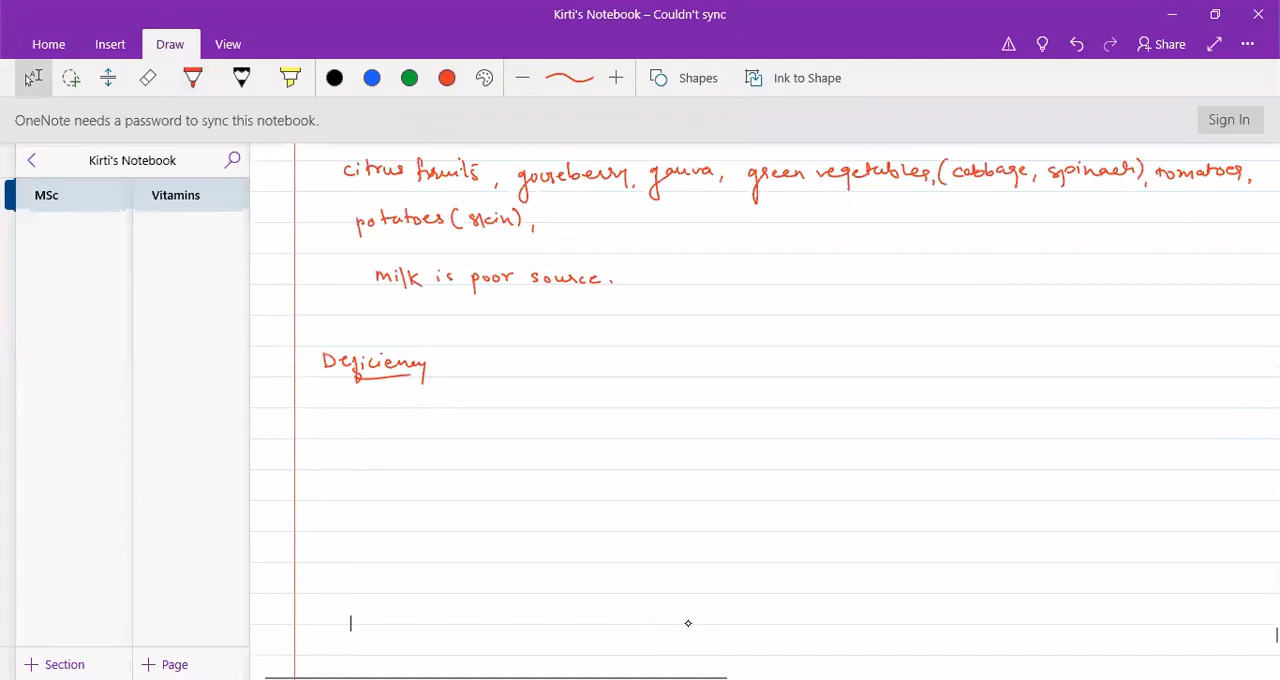 Kirti's Notebook – Couldn't sync
Home Insert Draw View Share
Shapes Ink to Shape
OneNote needs a password to sync this notebook. Sign In
Kirti's Notebook
MSc Vitamins
citrus fruits, gooseberry, gauva, green vegetables, (cabbage, spinach), tomatoes,
potatoes (skin),
milk is poor source.
Deficiency
+ Section + Page